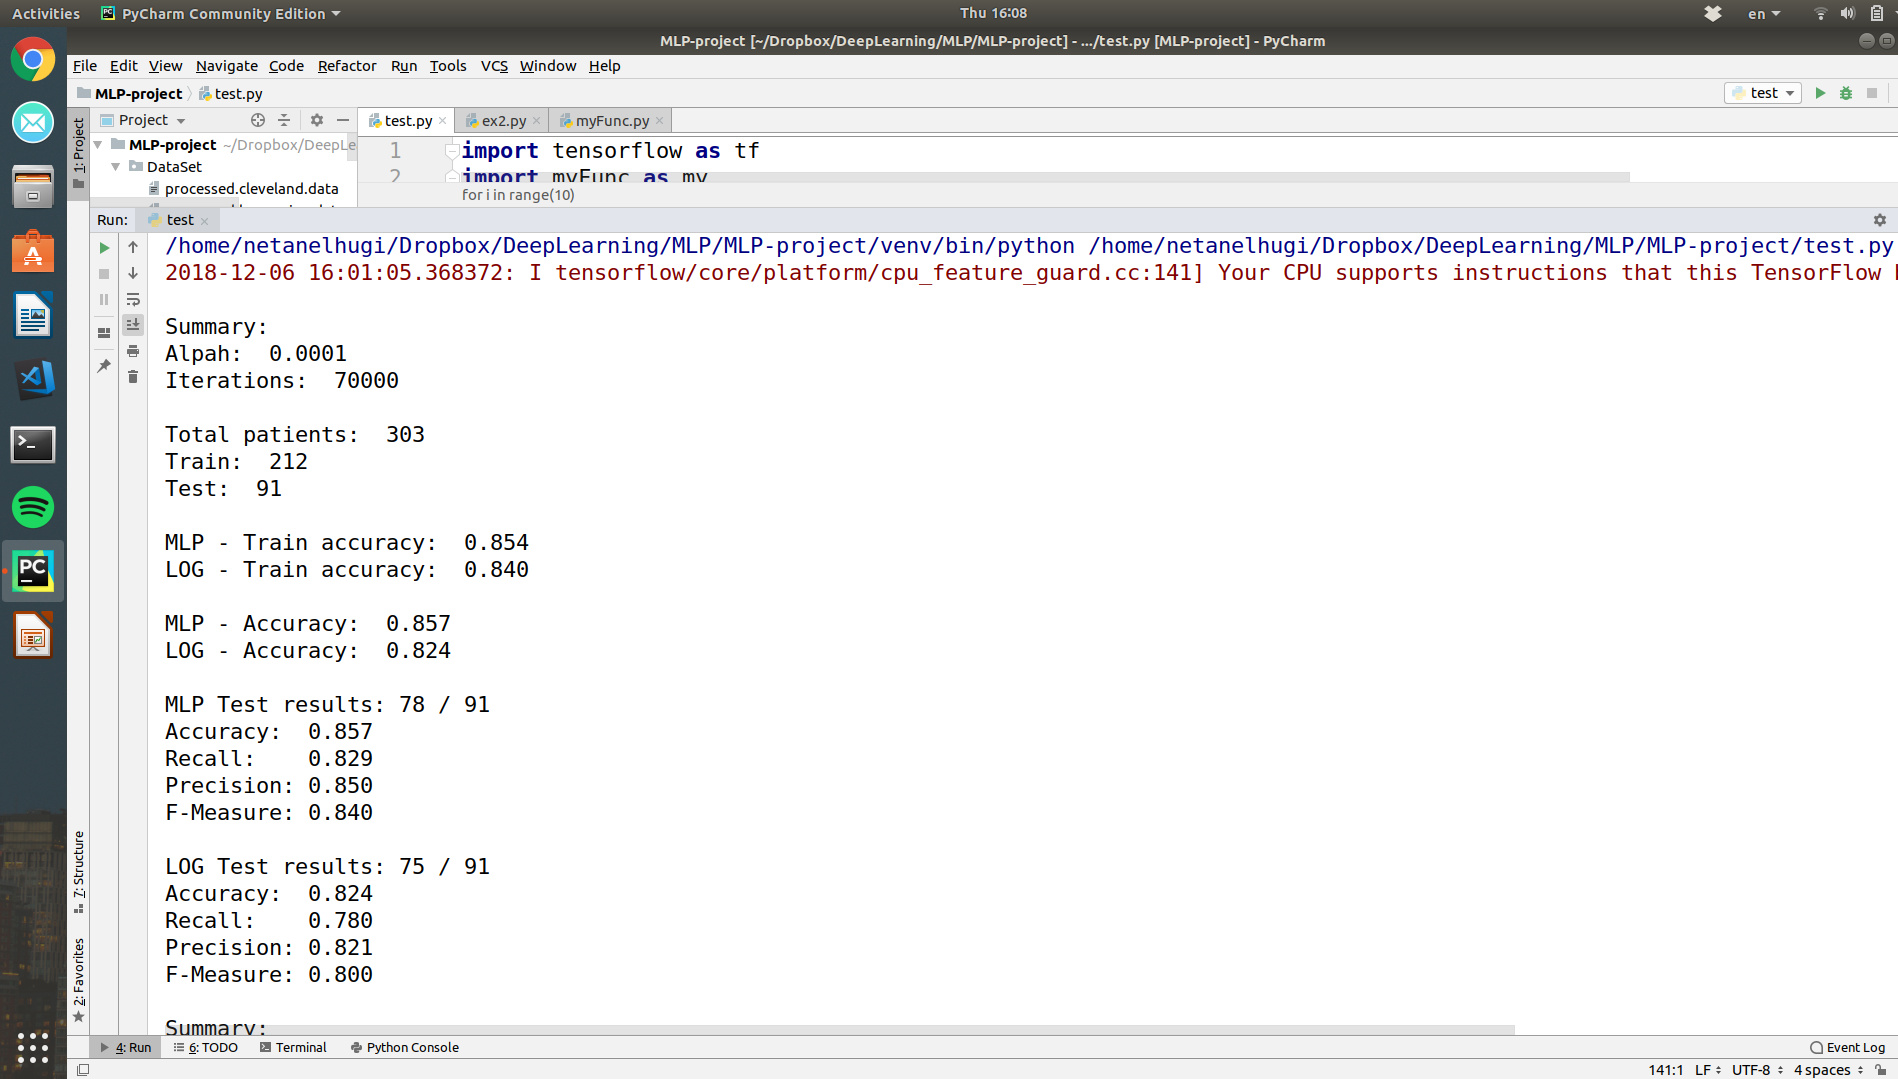 Activities PyCharm Community Edition Thu 16:08 en
MLP-project [~/Dropbox/DeepLearning/MLP/MLP-project] - .../test.py [MLP-project] - PyCharm
File Edit View Navigate Code Refactor Run Tools VCS Window Help
MLP-project test.py test
1: Project
Project
MLP-project ~/Dropbox/DeepLe
DataSet
processed.cleveland.data
test.py ex2.py myFunc.py
1 import tensorflow as tf
2 import myFunc as my
for i in range(10)
Run: test
/home/netanelhugi/Dropbox/DeepLearning/MLP/MLP-project/venv/bin/python /home/netanelhugi/Dropbox/DeepLearning/MLP/MLP-project/test.py
2018-12-06 16:01:05.368372: I tensorflow/core/platform/cpu_feature_guard.cc:141] Your CPU supports instructions that this TensorFlow
Summary:
Alpah: 0.0001
Iterations: 70000
Total patients: 303
Train: 212
Test: 91
MLP - Train accuracy: 0.854
LOG - Train accuracy: 0.840
MLP - Accuracy: 0.857
LOG - Accuracy: 0.824
MLP Test results: 78 / 91
Accuracy: 0.857
Recall: 0.829
Precision: 0.850
F-Measure: 0.840
LOG Test results: 75 / 91
Accuracy: 0.824
Recall: 0.780
Precision: 0.821
F-Measure: 0.800
Summary:
7: Structure
2: Favorites
PC
4: Run 6: TODO Terminal Python Console Event Log
141:1 LF UTF-8 4 spaces